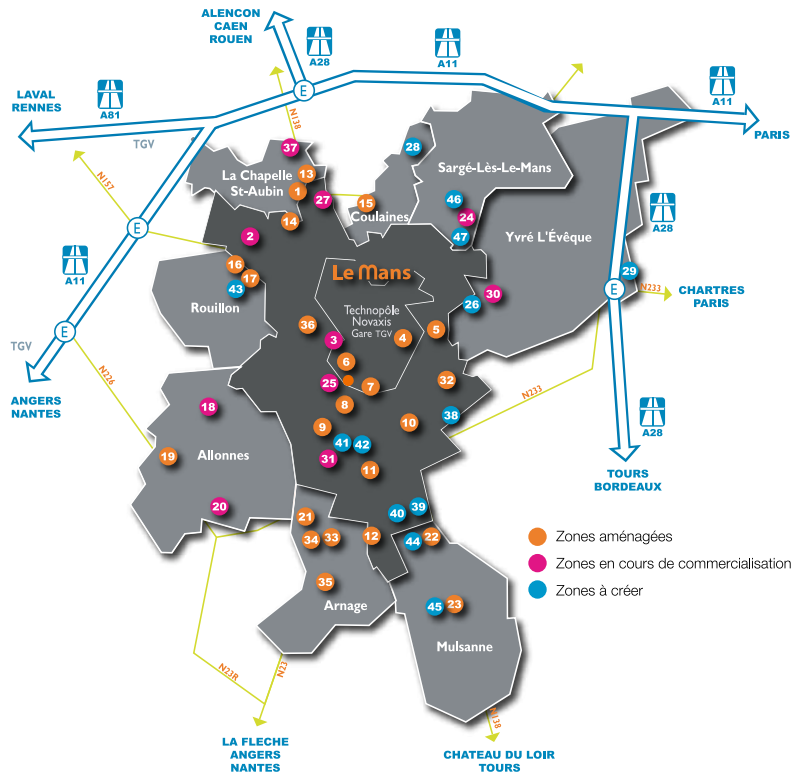 ALENCON
CAEN
ROUEN
A28
A11
LAVAL
RENNES
A81
E
A11
PARIS
TGV
N138
37
28
La Chapelle
St-Aubin
13
1
27
15
Coulaines
14
Sargé-Lès-Le-Mans
46
24
47
Yvré L'Évêque
A28
N157
E
2
A11
16
17
43
Rouillon
Le Mans
Technopôle
Novaxis
Gare TGV
29
E
N233
CHARTRES
PARIS
30
26
36
3
4
5
6
TGV
E
ANGERS
NANTES
N226
25
7
32
8
N233
18
9
10
38
A28
19
Allonnes
41
42
31
11
TOURS
BORDEAUX
20
21
39
40
34
33
12
44
22
35
Arnage
45
23
Mulsanne
Zones aménagées
Zones en cours de commercialisation
Zones à créer
N23R
N23
N138
LA FLECHE
ANGERS
NANTES
CHATEAU DU LOIR
TOURS